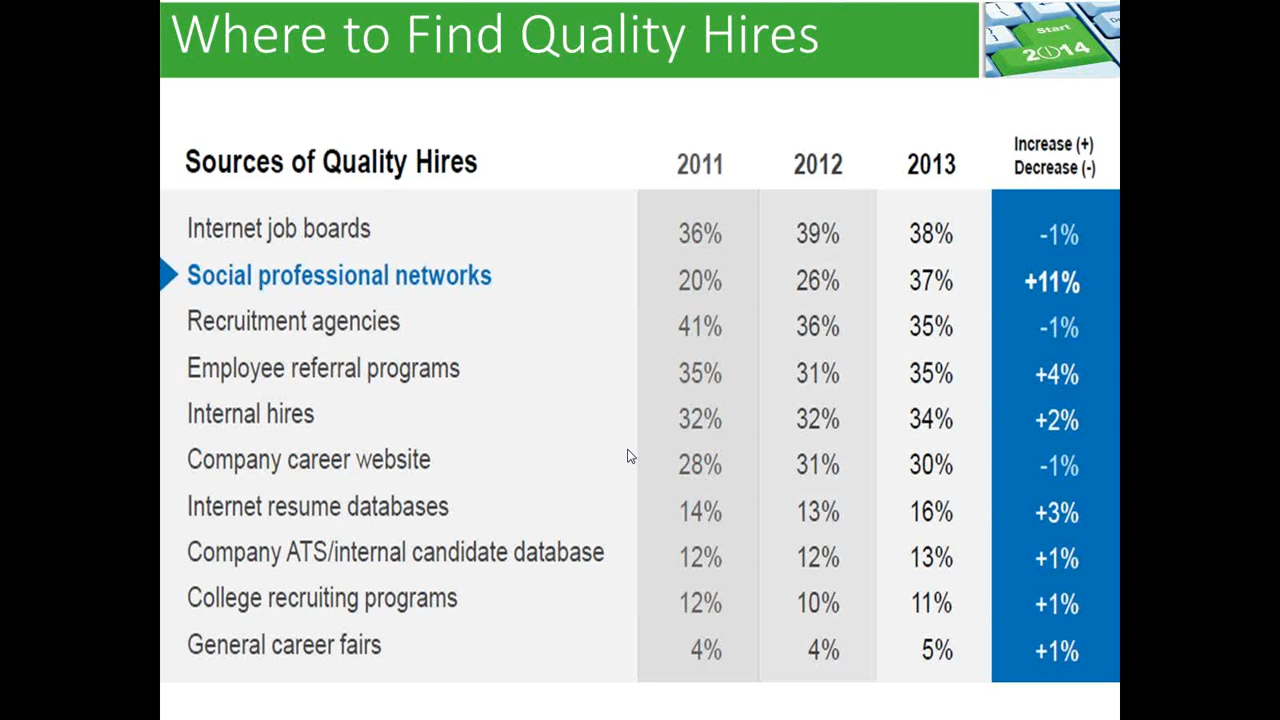 Where to Find Quality Hires
Start
2014
Sources of Quality Hires 2011 2012 2013 Increase (+)
Decrease (-)
Internet job boards 36% 39% 38% -1%
Social professional networks 20% 26% 37% +11%
Recruitment agencies 41% 36% 35% -1%
Employee referral programs 35% 31% 35% +4%
Internal hires 32% 32% 34% +2%
Company career website 28% 31% 30% -1%
Internet resume databases 14% 13% 16% +3%
Company ATS/internal candidate database 12% 12% 13% +1%
College recruiting programs 12% 10% 11% +1%
General career fairs 4% 4% 5% +1%